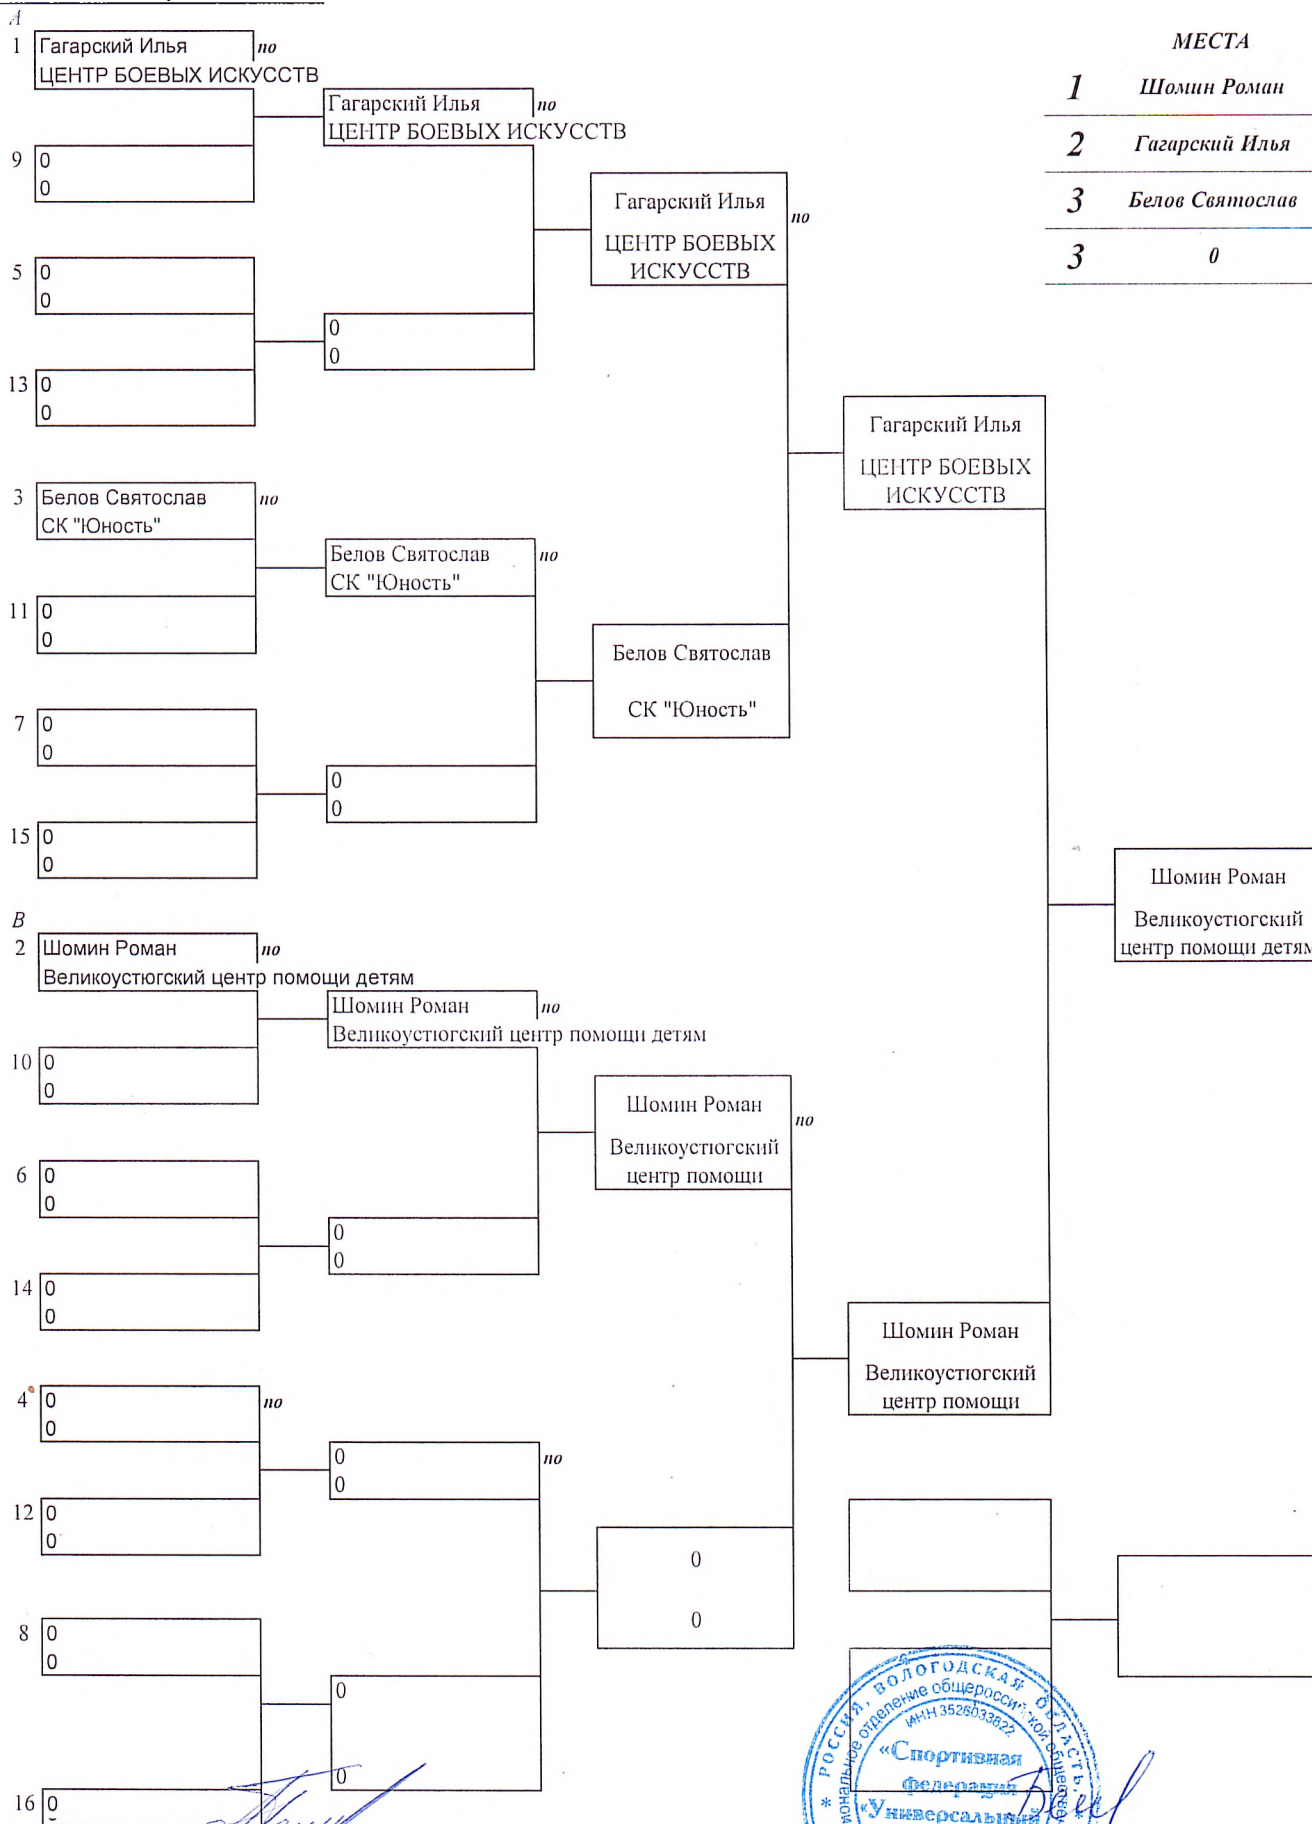 А
1 Гагарский Илья по
ЦЕНТР БОЕВЫХ ИСКУССТВ
Гагарский Илья по
ЦЕНТР БОЕВЫХ ИСКУССТВ
9 0
0
Гагарский Илья
ЦЕНТР БОЕВЫХ
ИСКУССТВ
по
МЕСТА
1 Шомин Роман
2 Гагарский Илья
3 Белов Святослав
3 0
5 0
0
0
0
13 0
0
Гагарский Илья
ЦЕНТР БОЕВЫХ
ИСКУССТВ
3 Белов Святослав по
СК "Юность"
Белов Святослав по
СК "Юность"
11 0
0
Белов Святослав
СК "Юность"
7 0
0
0
0
15 0
0
Шомин Роман
Великоустюгский
центр помощи детям
В
2 Шомин Роман по
Великоустюгский центр помощи детям
Шомин Роман по
Великоустюгский центр помощи детям
10 0
0
Шомин Роман
по
Великоустюгский
центр помощи
6 0
0
0
0
14 0
0
Шомин Роман
Великоустюгский
центр помощи
4 0 по
0
0 по
0
12 0
0
0
0
8 0
0
0
0
16 0
РОССИЯ, ВОЛОГОДСКАЯ ОБЛАСТЬ,
отделение общероссийской
ИНН 3526033822
«Спортивная
федерация
«Универсальный